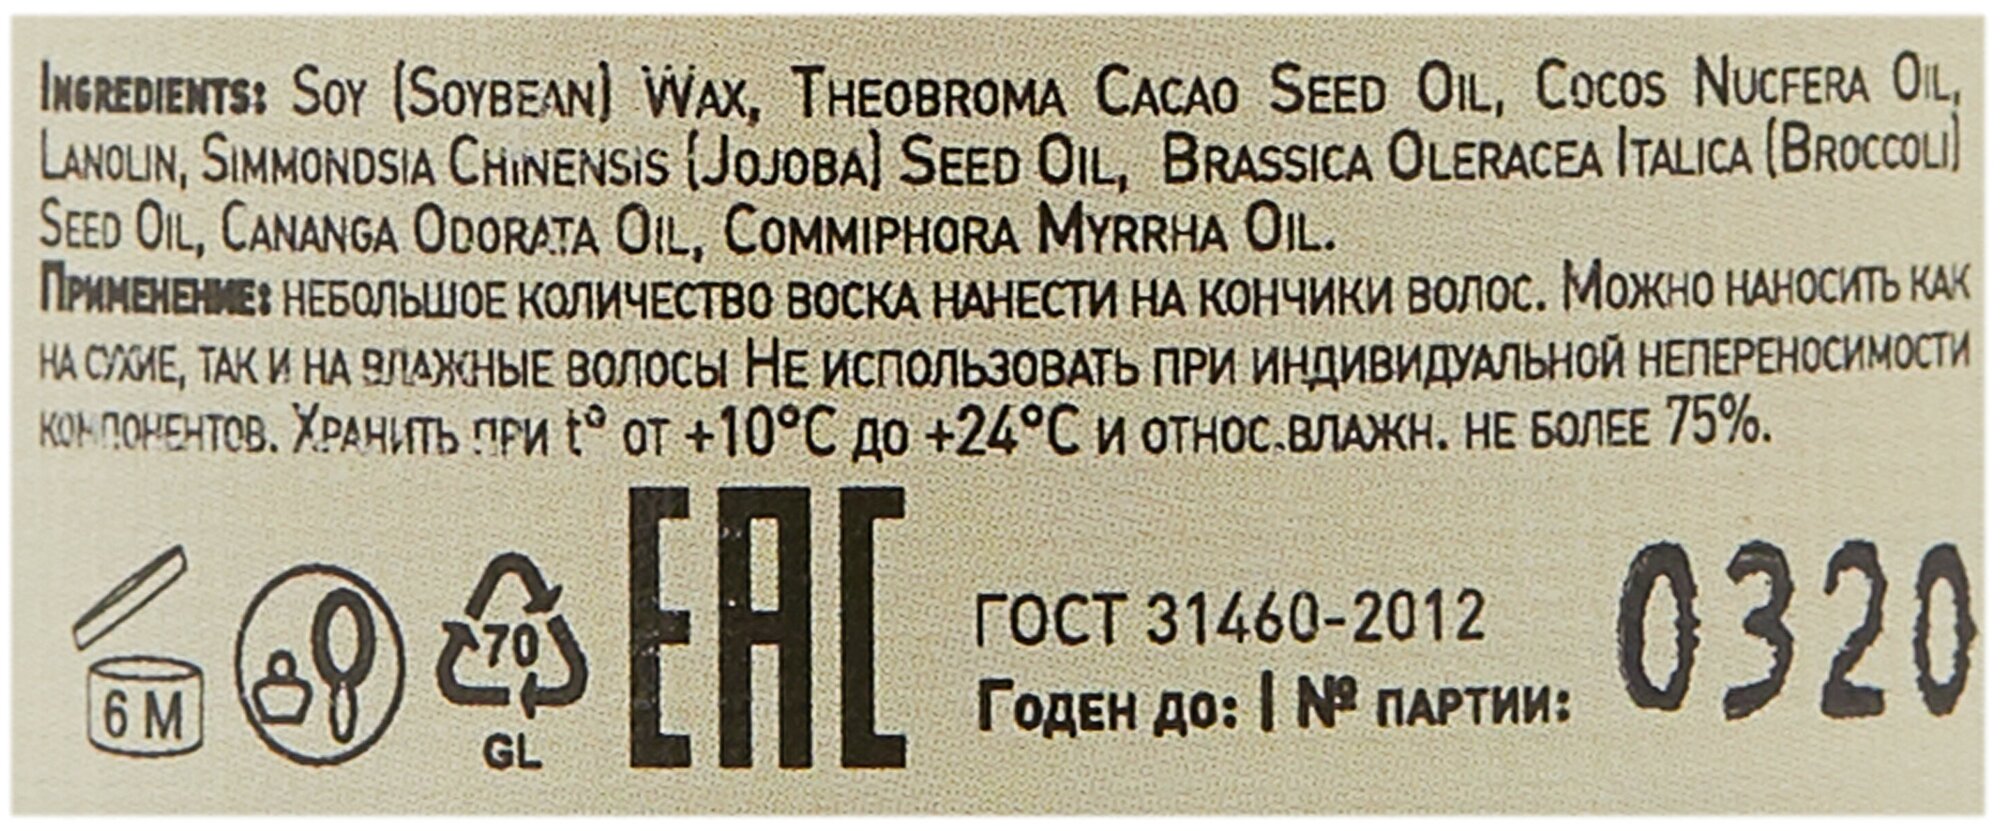 Ingredients: Soy (Soybean) Wax, Theobroma Cacao Seed Oil, Cocos Nucfera Oil,
Lanolin, Simmondsia Chinensis (Jojoba) Seed Oil, Brassica Oleracea Italica (Broccoli)
Seed Oil, Cananga Odorata Oil, Commiphora Myrrha Oil.
Применение: небольшое количество воска нанести на кончики волос. Можно наносить как
на сухие, так и на влажные волосы Не использовать при индивидуальной непереносимости
компонентов. Хранить при t° от +10°C до +24°C и относ.влажн. не более 75%.
6 M
70
GL
EAC
ГОСТ 31460-2012
Годен до: | № партии:
0320